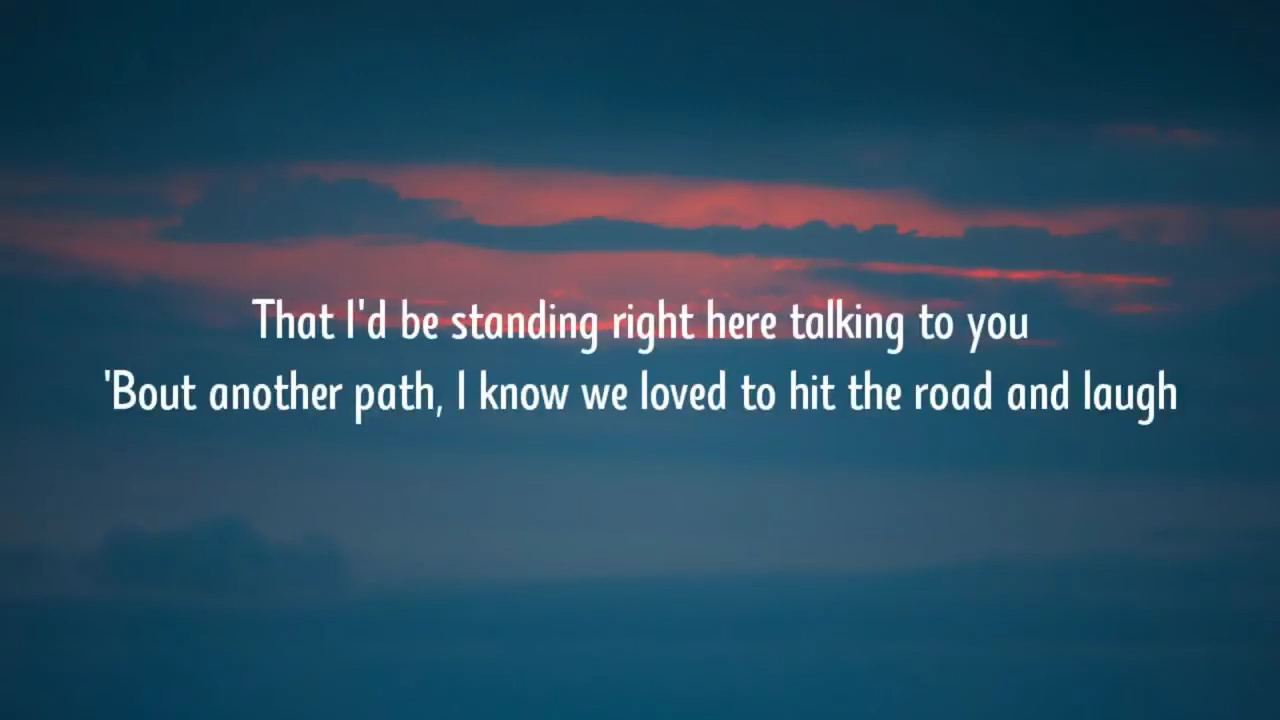 That I'd be standing right here talking to you
'Bout another path, I know we loved to hit the road and laugh